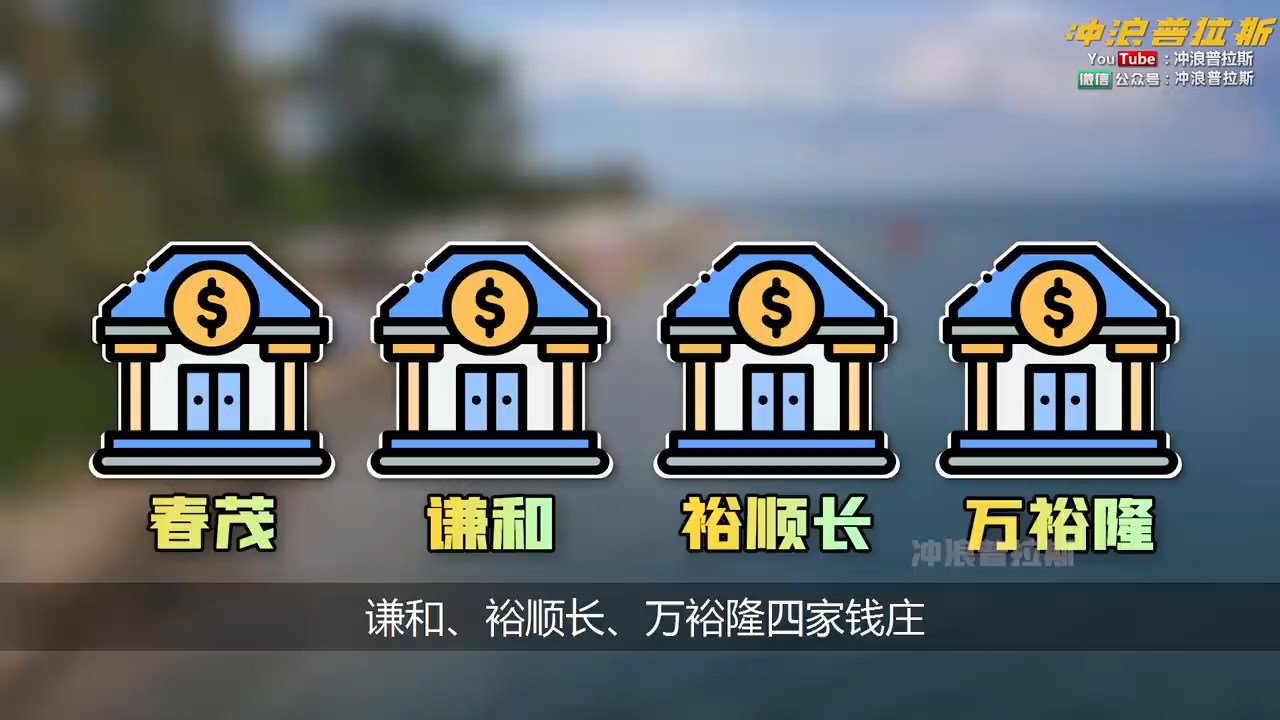 冲浪普拉斯
YouTube：冲浪普拉斯
微信公众号：冲浪普拉斯
$ $ $ $
春茂 谦和 裕顺长 万裕隆
冲浪普拉斯
谦和、裕顺长、万裕隆四家钱庄